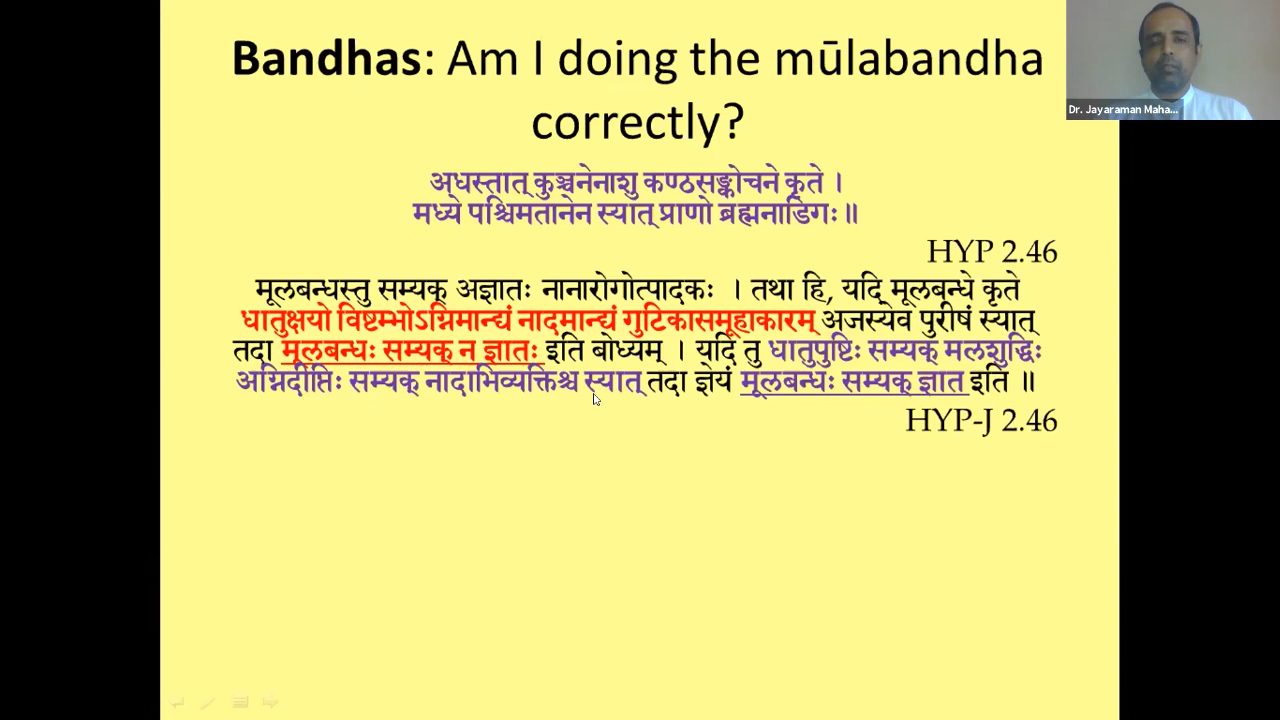 Bandhas: Am I doing the mūlabandha
correctly?
Dr. Jayaraman Maha...
अधस्तात् कुञ्चनेनाशु कण्ठसङ्कोचने कृते ।
मध्ये पश्चिमतानेन स्यात् प्राणो ब्रह्मनाडिगः॥
HYP 2.46
मूलबन्धस्तु सम्यक् अज्ञातः नानारोगोत्पादकः । तथा हि, यदि मूलबन्धे कृते
धातुक्षयो विष्टम्भोऽग्निमान्द्यं नादमान्द्यं गुटिकासमूहाकारम् अजस्येव पुरीषं स्यात्
तदा मूलबन्धः सम्यक् न ज्ञातः इति बोध्यम् । यदि तु धातुपुष्टिः सम्यक् मलशुद्धिः
अग्निदीप्तिः सम्यक् नादाभिव्यक्तिश्च स्यात् तदा ज्ञेयं मूलबन्धः सम्यक् ज्ञात इति ॥
HYP-J 2.46